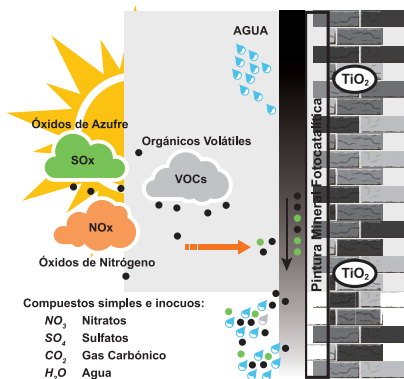 AGUA
Óxidos de Azufre
SOx
Orgánicos Volátiles
VOCs
NOx
Óxidos de Nitrógeno
TiO₂
Pintura Mineral Fotocatalítica
TiO₂
Compuestos simples e inocuos:
NO₃ Nitratos
SO₄ Sulfatos
CO₂ Gas Carbónico
H₂O Agua